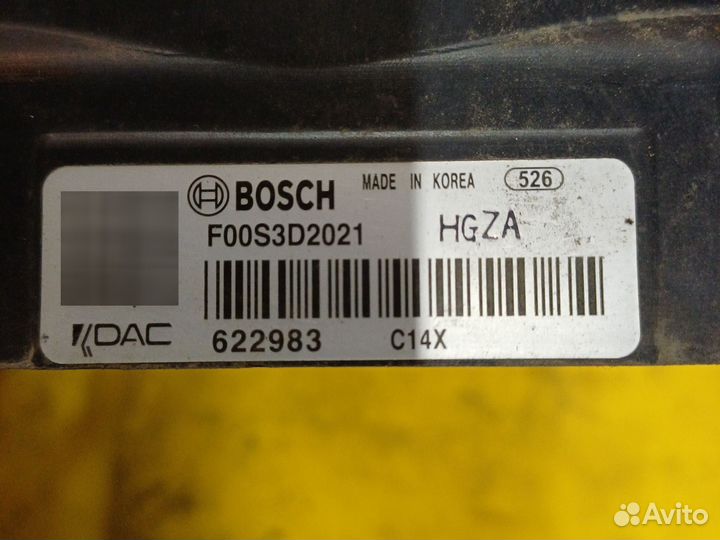 BOSCH MADE IN KOREA 526
F00S3D2021 HGZA
DAC 622983 C14X
Avito